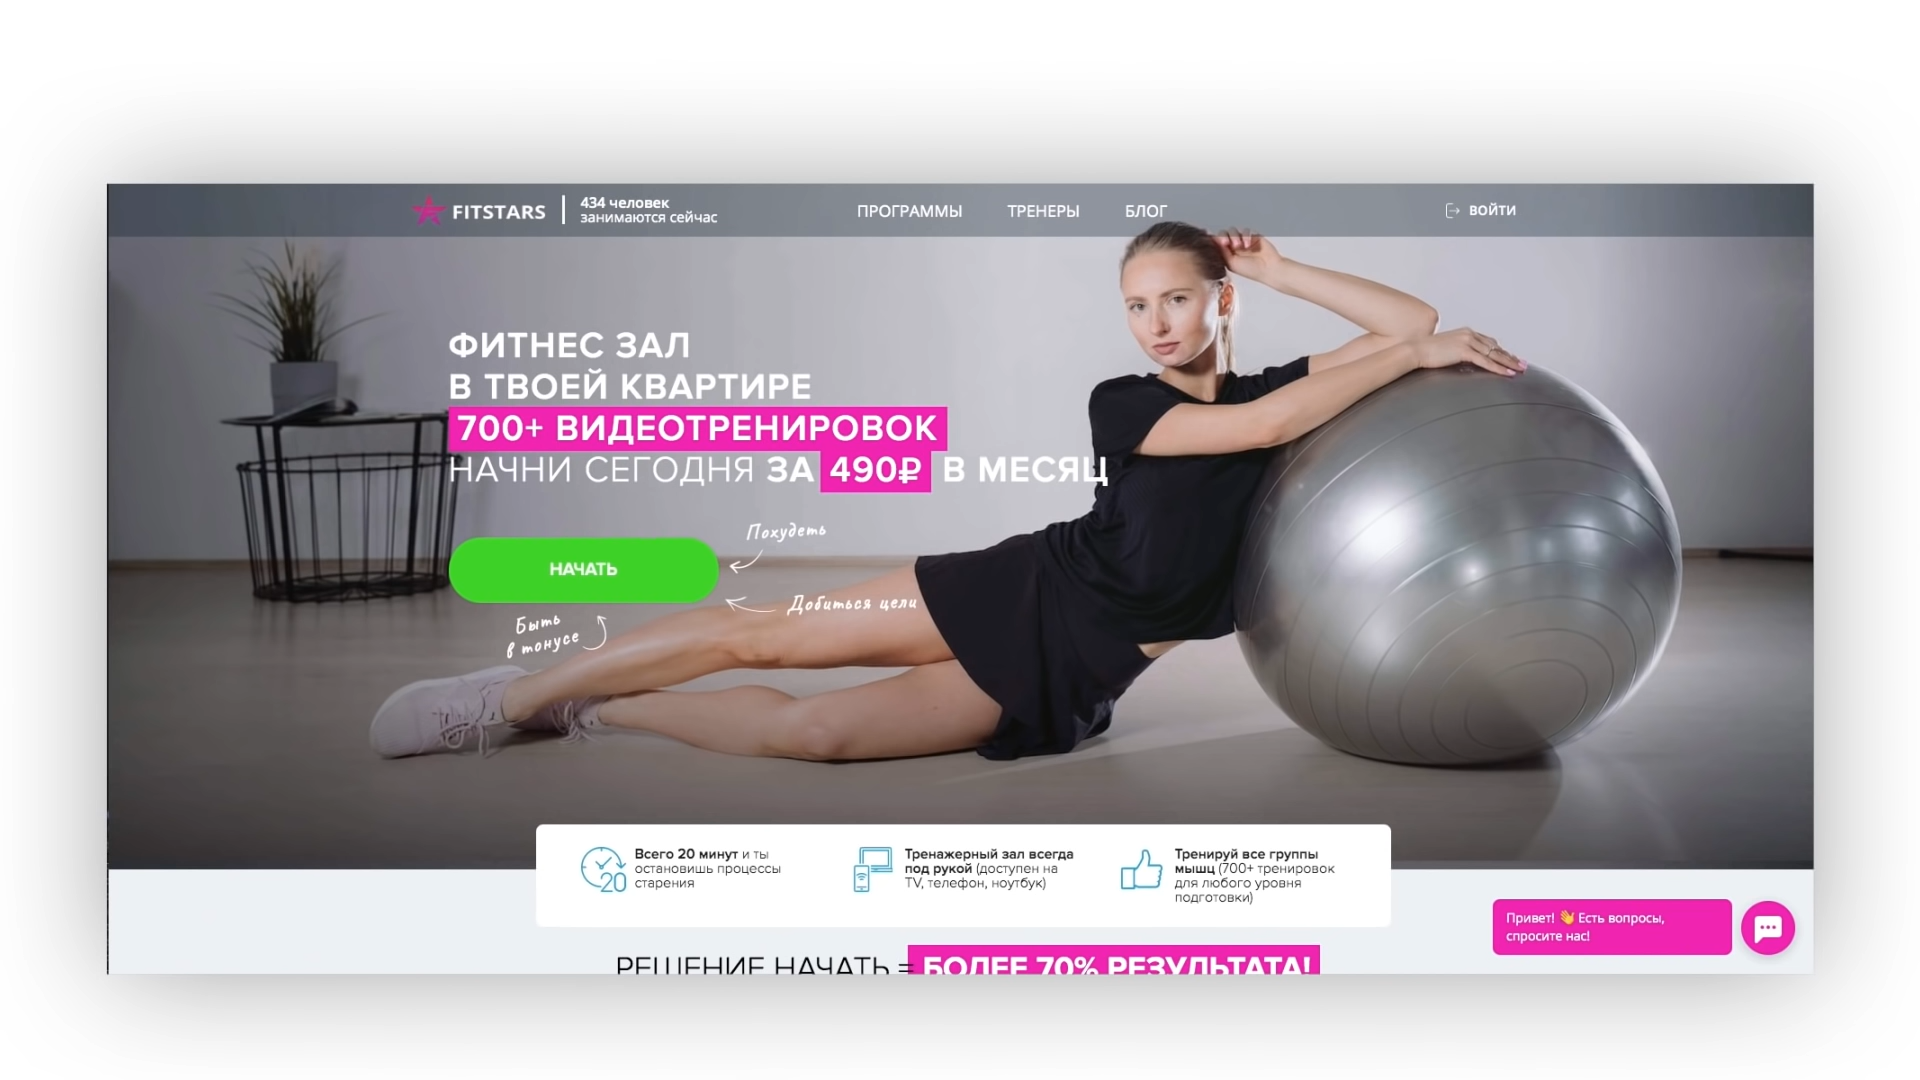 FITSTARS
434 человек
занимаются сейчас
ПРОГРАММЫ
ТРЕНЕРЫ
БЛОГ
ВОЙТИ
ФИТНЕС ЗАЛ
В ТВОЕЙ КВАРТИРЕ
700+ ВИДЕОТРЕНИРОВОК
НАЧНИ СЕГОДНЯ ЗА 490₽ В МЕСЯЦ
НАЧАТЬ
Похудеть
Добиться цели
Быть
в тонусе
20
Всего 20 минут и ты
остановишь процессы
старения
Тренажерный зал всегда
под рукой (доступен на
TV, телефон, ноутбук)
Тренируй все группы
мышц (700+ тренировок
для любого уровня
подготовки)
Привет! 👋 Есть вопросы,
спросите нас!
РЕШЕНИЕ НАЧАТЬ = БОЛЕЕ 70% РЕЗУЛЬТАТА!